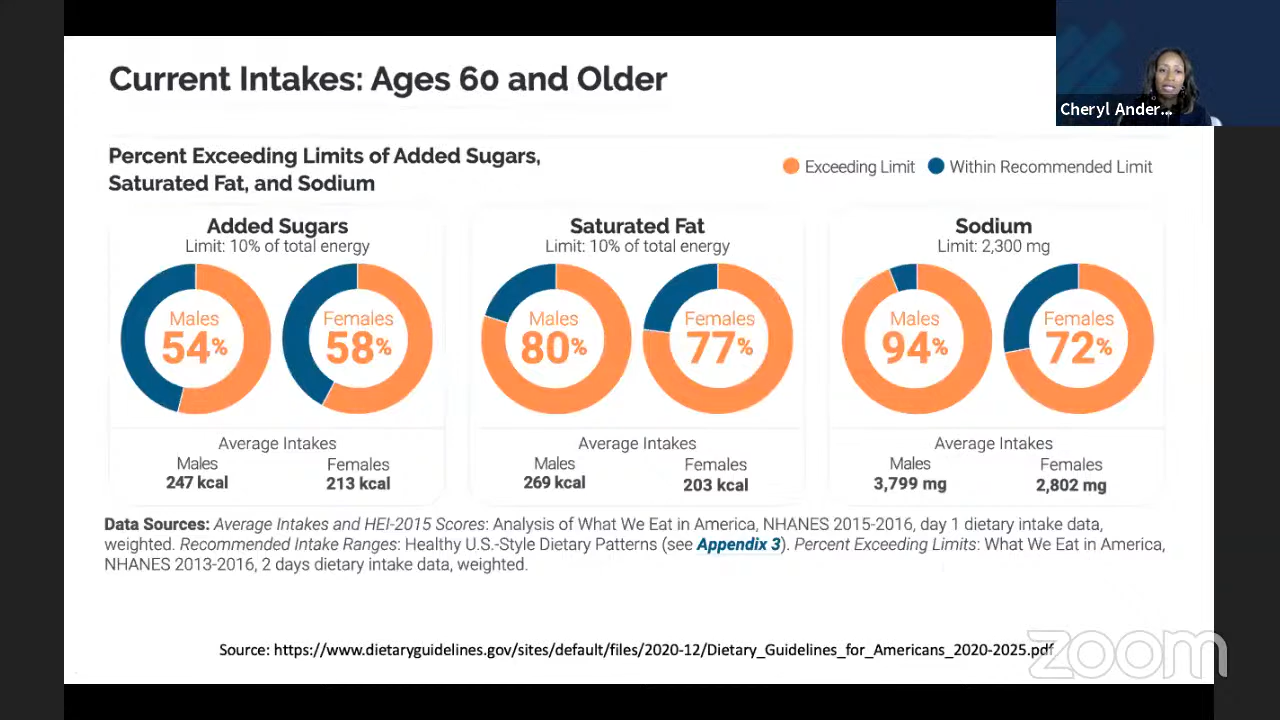 Current Intakes: Ages 60 and Older
Cheryl Ander...
Percent Exceeding Limits of Added Sugars,
Saturated Fat, and Sodium
Exceeding Limit
Within Recommended Limit
Added Sugars
Limit: 10% of total energy
Males
54%
Females
58%
Average Intakes
Males
247 kcal
Females
213 kcal
Saturated Fat
Limit: 10% of total energy
Males
80%
Females
77%
Average Intakes
Males
269 kcal
Females
203 kcal
Sodium
Limit: 2,300 mg
Males
94%
Females
72%
Average Intakes
Males
3,799 mg
Females
2,802 mg
Data Sources: Average Intakes and HEI-2015 Scores: Analysis of What We Eat in America, NHANES 2015-2016, day 1 dietary intake data,
weighted. Recommended Intake Ranges: Healthy U.S.-Style Dietary Patterns (see Appendix 3). Percent Exceeding Limits: What We Eat in America,
NHANES 2013-2016, 2 days dietary intake data, weighted.
Source: https://www.dietaryguidelines.gov/sites/default/files/2020-12/Dietary_Guidelines_for_Americans_2020-2025.pdf
zoom